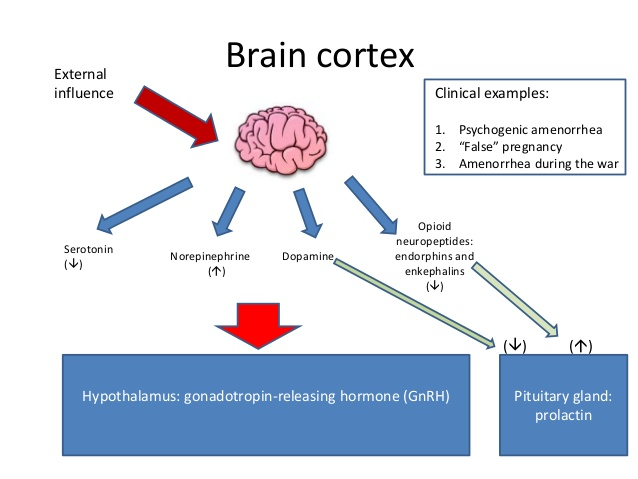 Brain cortex
External
influence
Clinical examples:
1. Psychogenic amenorrhea
2. “False” pregnancy
3. Amenorrhea during the war
Serotonin
(↓)
Norepinephrine
(↑)
Dopamine
Opioid
neuropeptides:
endorphins and
enkephalins
(↓)
(↓)
(↑)
Hypothalamus: gonadotropin-releasing hormone (GnRH)
Pituitary gland:
prolactin